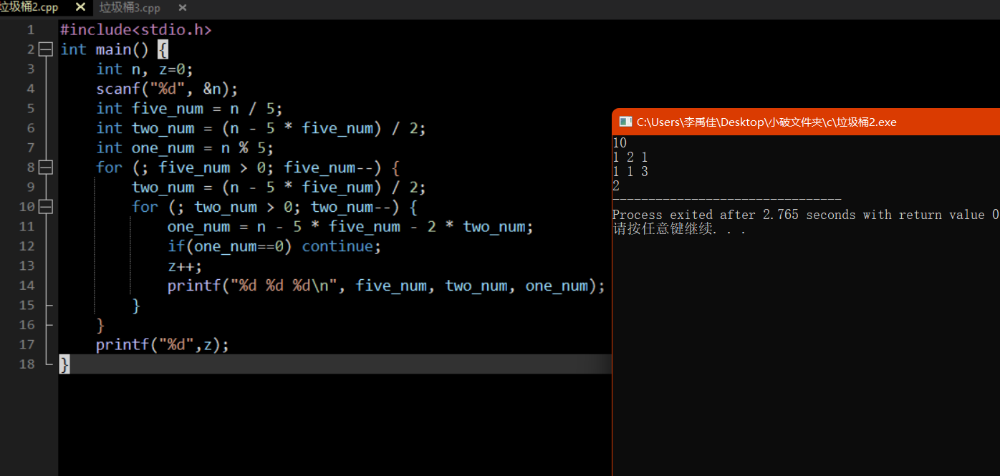 垃圾桶2.cpp × 垃圾桶3.cpp ×
1 #include<stdio.h>
2 int main() {
3 int n, z=0;
4 scanf("%d", &n);
5 int five_num = n / 5;
6 int two_num = (n - 5 * five_num) / 2;
7 int one_num = n % 5;
8 for (; five_num > 0; five_num--) {
9 two_num = (n - 5 * five_num) / 2;
10 for (; two_num > 0; two_num--) {
11 one_num = n - 5 * five_num - 2 * two_num;
12 if(one_num==0) continue;
13 z++;
14 printf("%d %d %d\n", five_num, two_num, one_num);
15 }
16 }
17 printf("%d",z);
18 }
C:\Users\李禹佳\Desktop\小破文件夹\c\垃圾桶2.exe
10
1 2 1
1 1 3
2
--------------------------------
Process exited after 2.765 seconds with return value 0
请按任意键继续. . .